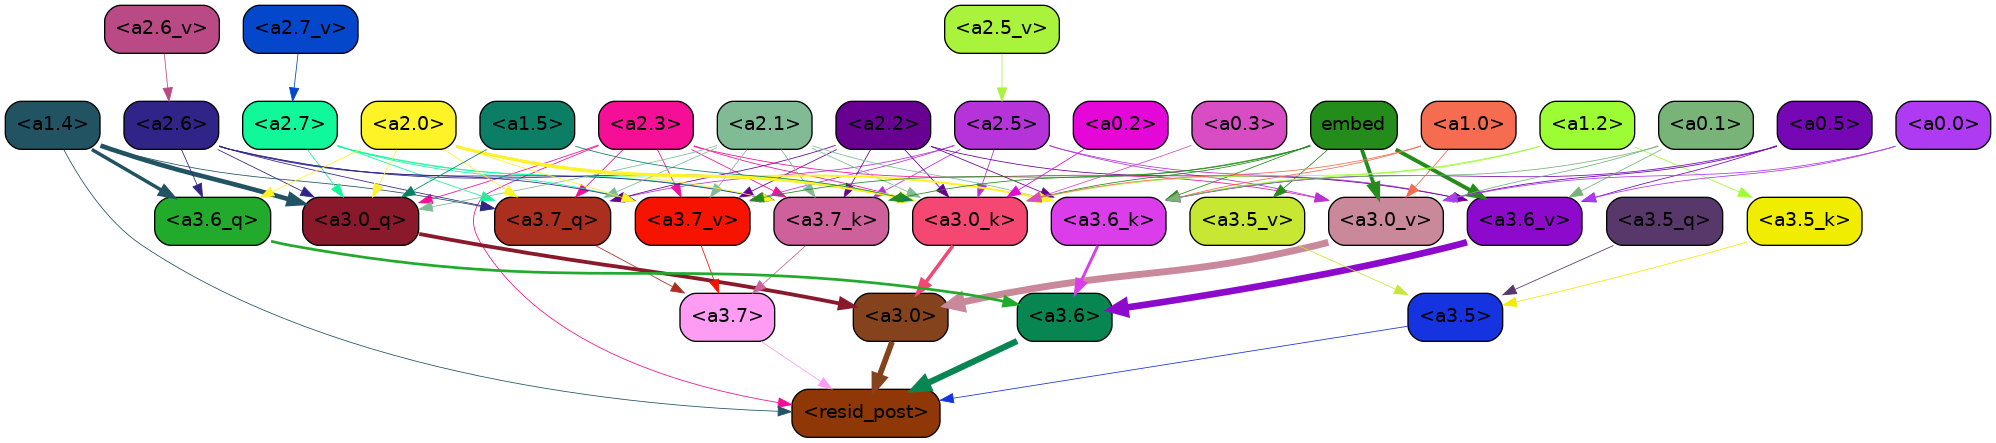 <a2.6_v> <a2.7_v> <a2.5_v>
<a1.4> <a2.6> <a2.7> <a2.0> <a1.5> <a2.3> <a2.1> <a2.2> <a2.5> <a0.2> <a0.3> embed <a1.0> <a1.2> <a0.1> <a0.5> <a0.0>
<a3.6_q> <a3.0_q> <a3.7_q> <a3.7_v> <a3.7_k> <a3.0_k> <a3.6_k> <a3.5_v> <a3.0_v> <a3.6_v> <a3.5_q> <a3.5_k>
<a3.7> <a3.0> <a3.6> <a3.5>
<resid_post>